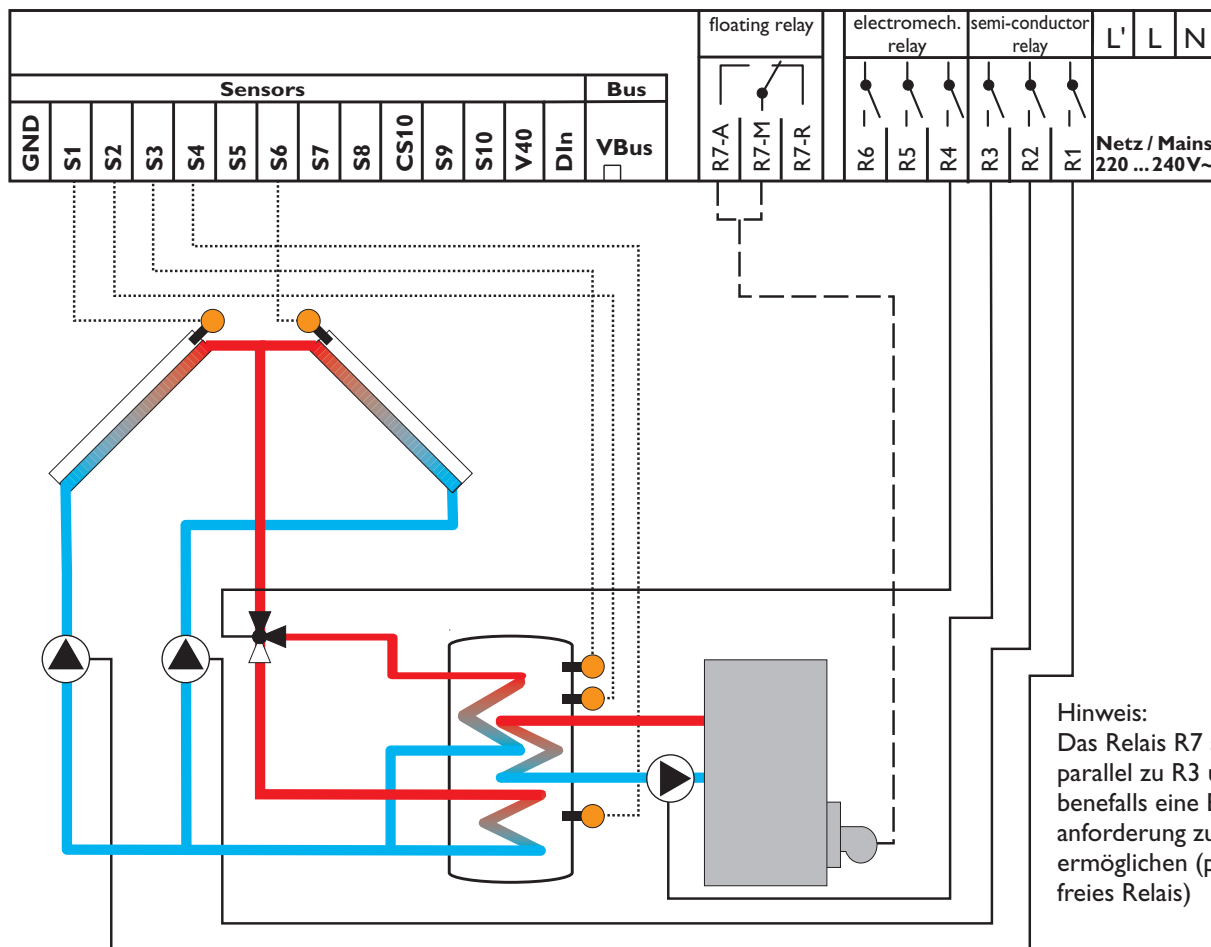 floating relay
electromech. relay
semi-conductor relay
L' L N
Sensors
Bus
GND S1 S2 S3 S4 S5 S6 S7 S8 CS10 S9 S10 V40 DIn
VBus
R7-A R7-M R7-R
R6 R5 R4 R3 R2 R1
Netz / Mains
220 ... 240V~
Hinweis:
Das Relais R7
parallel zu R3
benefalls eine
anforderung
ermöglichen
freies Relais)